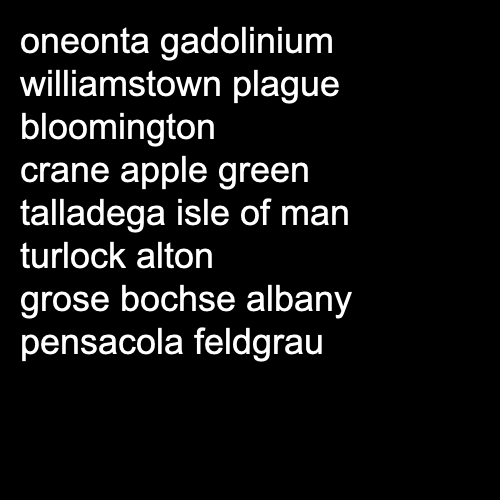 oneonta gadolinium
williamstown plague
bloomington
crane apple green
talladega isle of man
turlock alton
grose bochse albany
pensacola feldgrau